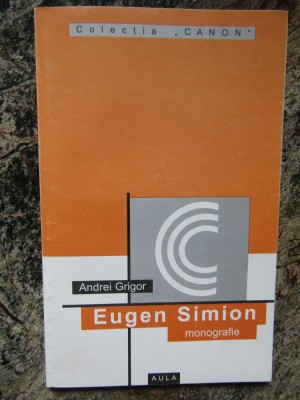 Colecția „CANON"
Andrei Grigor
Eugen Simion
monografie
AULA